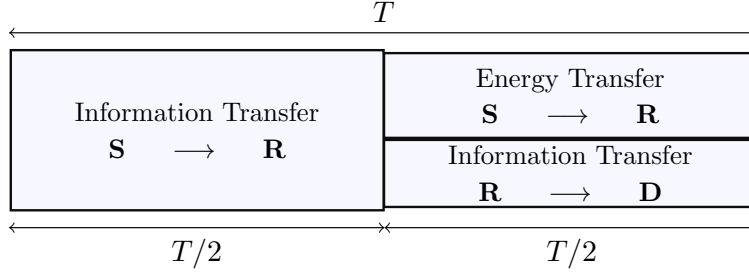 T
Information Transfer
S ⟶ R
Energy Transfer
S ⟶ R
Information Transfer
R ⟶ D
T/2
T/2